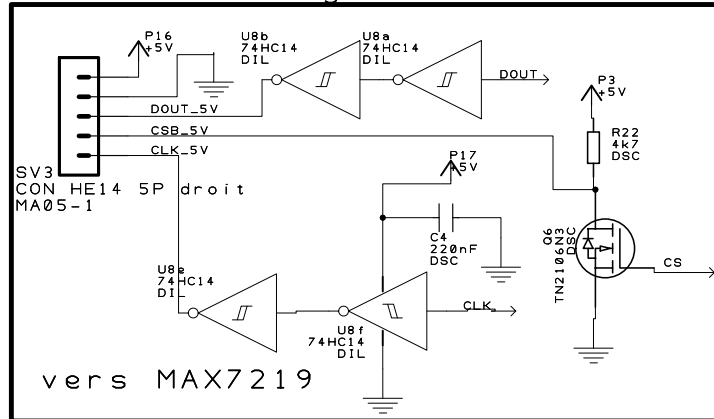 P16
+5V
U8b
74HC14
DIL
U8a
74HC14
DIL
DOUT
P3
+5V
DOUT_5V
CSB_5V
CLK_5V
R22
4k7
DSC
P17
+5V
SV3
CON HE14 5P droit
MA05-1
C4
220nF
DSC
Q6
TN2106N3
DSC
CS
U8e
74HC14
DIL
CLK
U8f
74HC14
DIL
vers MAX7219